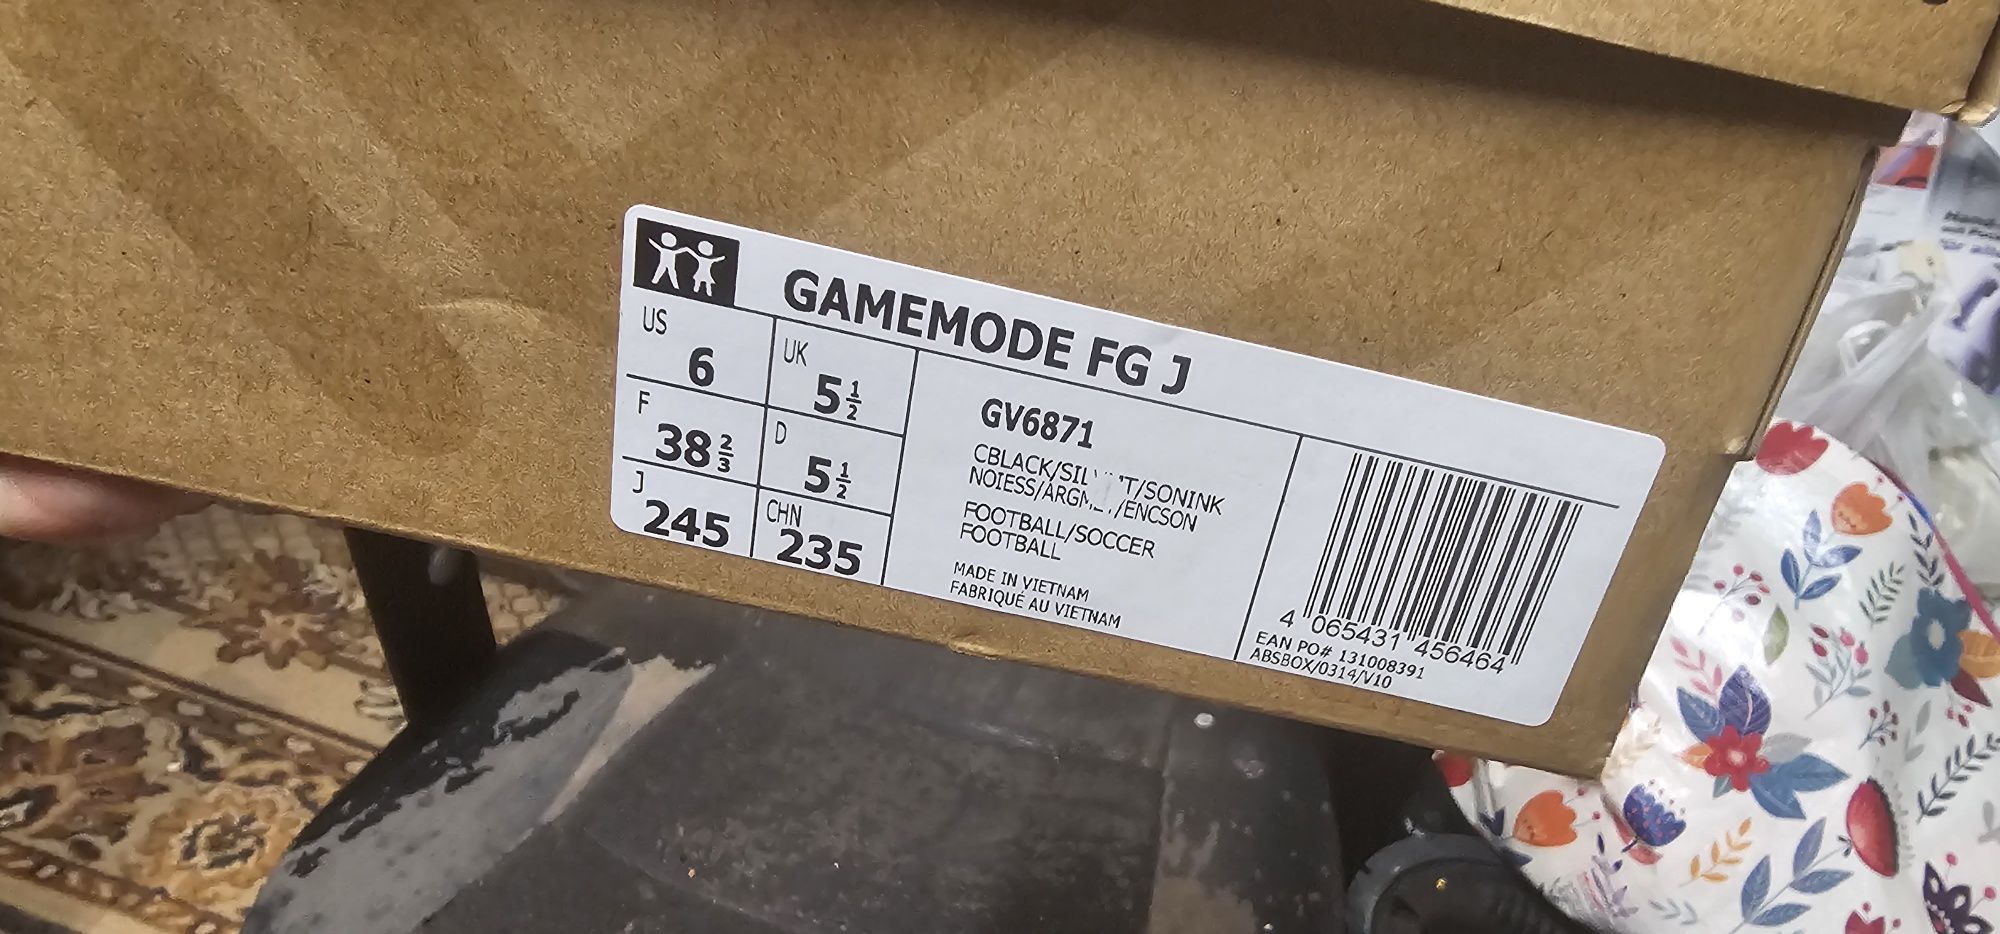 GAMEMODE FG J
US 6
UK 5 1/2
F 38 2/3
D 5 1/2
J 245
CHN 235
GV6871
CBLACK/SIL T/SONINK
NOIESS/ARGM /ENCSON
FOOTBALL/SOCCER
FOOTBALL
MADE IN VIETNAM
FABRIQUÉ AU VIETNAM
4 065431 456464
EAN PO# 131008391
ABSBOX/0314/V10